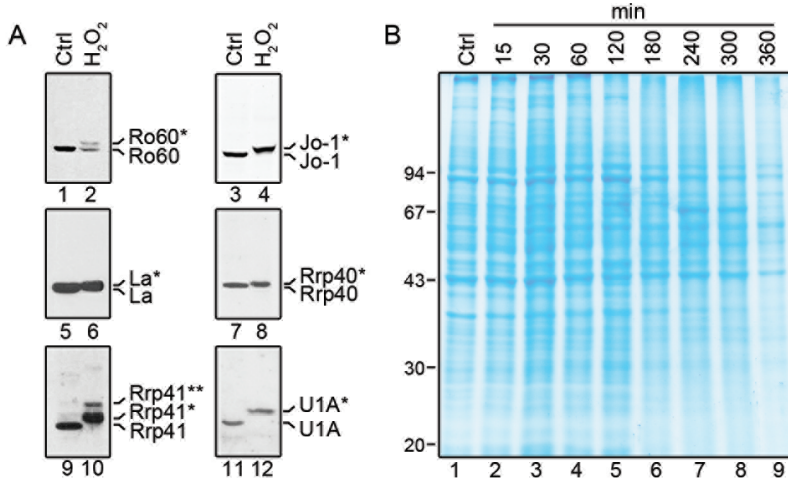 A
Ctrl
H2O2
Ro60*
Ro60
1 2
Ctrl
H2O2
Jo-1*
Jo-1
3 4
La*
La
5 6
Rrp40*
Rrp40
7 8
Rrp41**
Rrp41*
Rrp41
9 10
U1A*
U1A
11 12
B
min
Ctrl 15 30 60 120 180 240 300 360
94
67
43
30
20
1 2 3 4 5 6 7 8 9